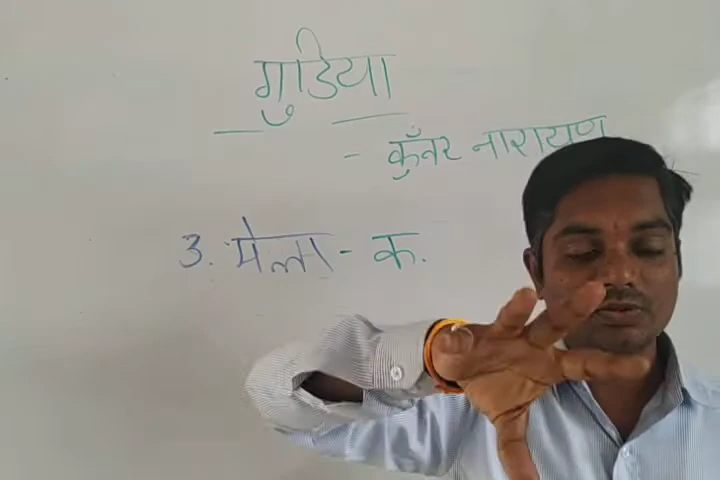 गुडिया
- कुँवर नारायण
3. मेला - क.